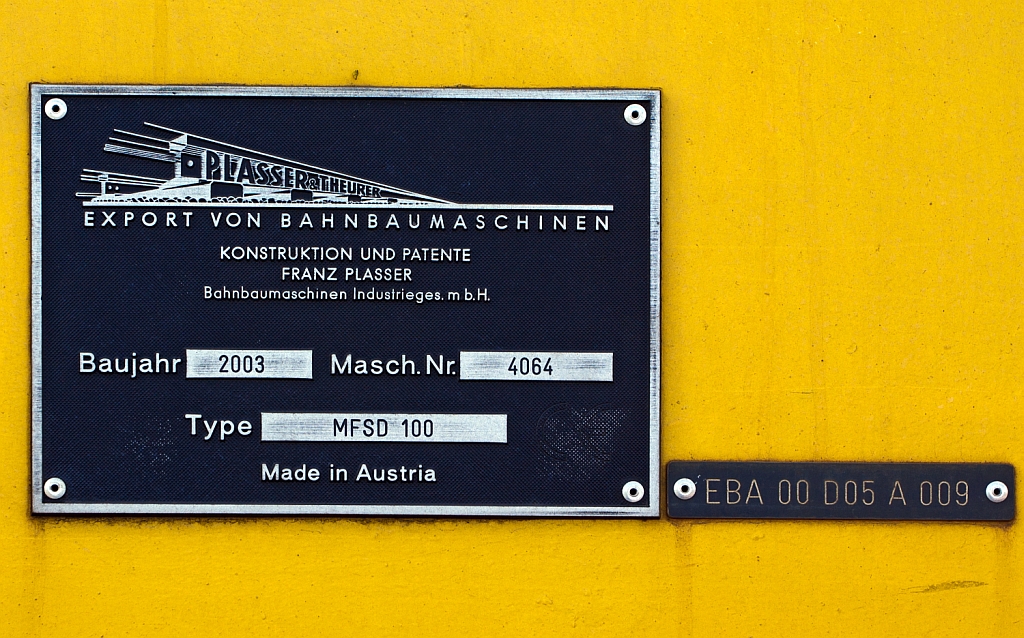 PLASSER & THEURER
EXPORT VON BAHNBAUMASCHINEN
KONSTRUKTION UND PATENTE
FRANZ PLASSER
Bahnbaumaschinen Industrieges. m b.H.
Baujahr 2003 Masch. Nr. 4064
Type MFSD 100
Made in Austria
EBA 00 D05 A 009